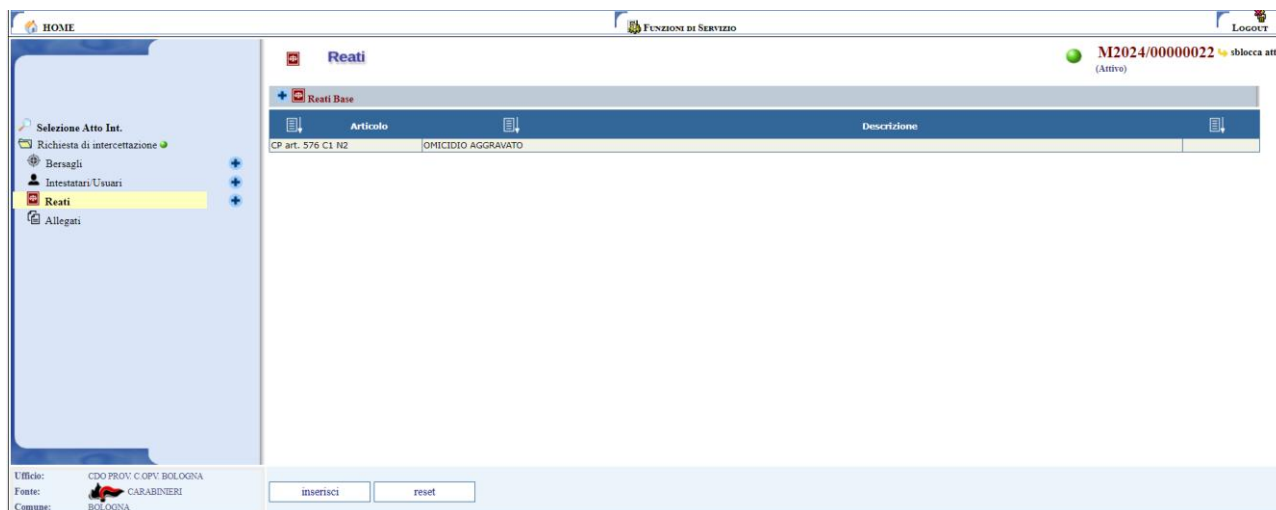 HOME
FUNZIONI DI SERVIZIO
LOGOUT
Reati
M2024/00000022 sblocca att
(Attivo)
Reati Base
Articolo Descrizione
CP art. 576 C1 N2 OMICIDIO AGGRAVATO
Selezione Atto Int.
Richiesta di intercettazione
Bersagli
Intestatari/Usuari
Reati
Allegati
Ufficio: CDO PROV. C.OPV. BOLOGNA
Fonte: CARABINIERI
Comune: BOLOGNA
inserisci reset